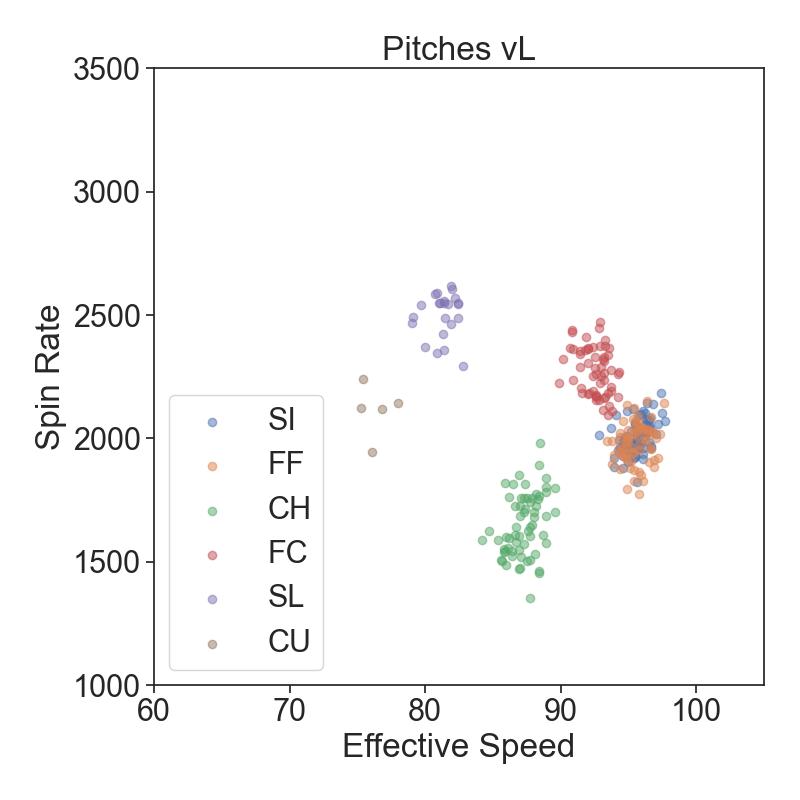 Pitches vL
3500
3000
2500
2000
1500
1000
Spin Rate
SI
FF
CH
FC
SL
CU
60 70 80 90 100
Effective Speed